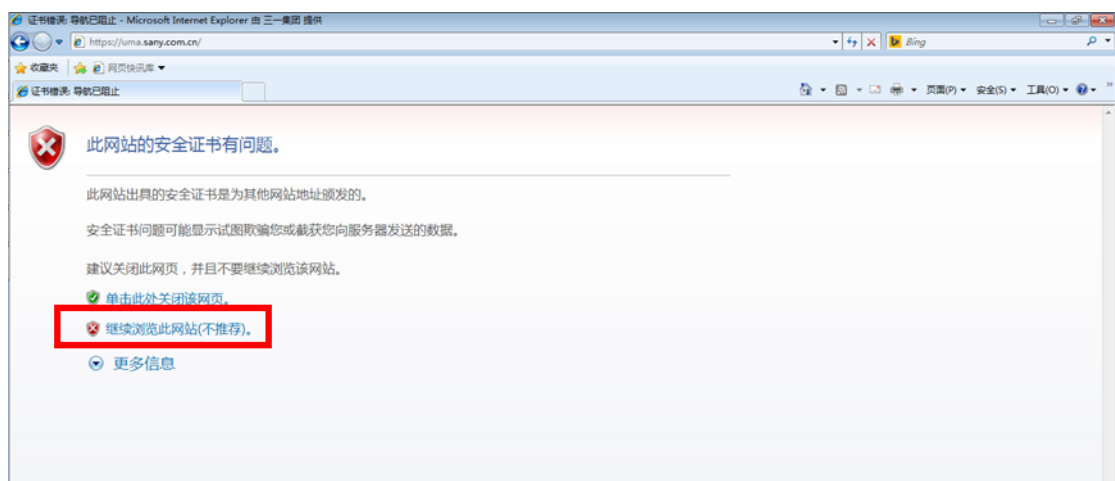 证书错误: 导航已阻止 - Microsoft Internet Explorer 由 三一集团 提供
https://uma.sany.com.cn/
Bing
收藏夹 网页快讯库
证书错误: 导航已阻止
页面(P) 安全(S) 工具(O)
此网站的安全证书有问题。
此网站出具的安全证书是为其他网站地址颁发的。
安全证书问题可能显示试图欺骗您或截获您向服务器发送的数据。
建议关闭此网页，并且不要继续浏览该网站。
单击此处关闭该网页。
继续浏览此网站(不推荐)。
更多信息